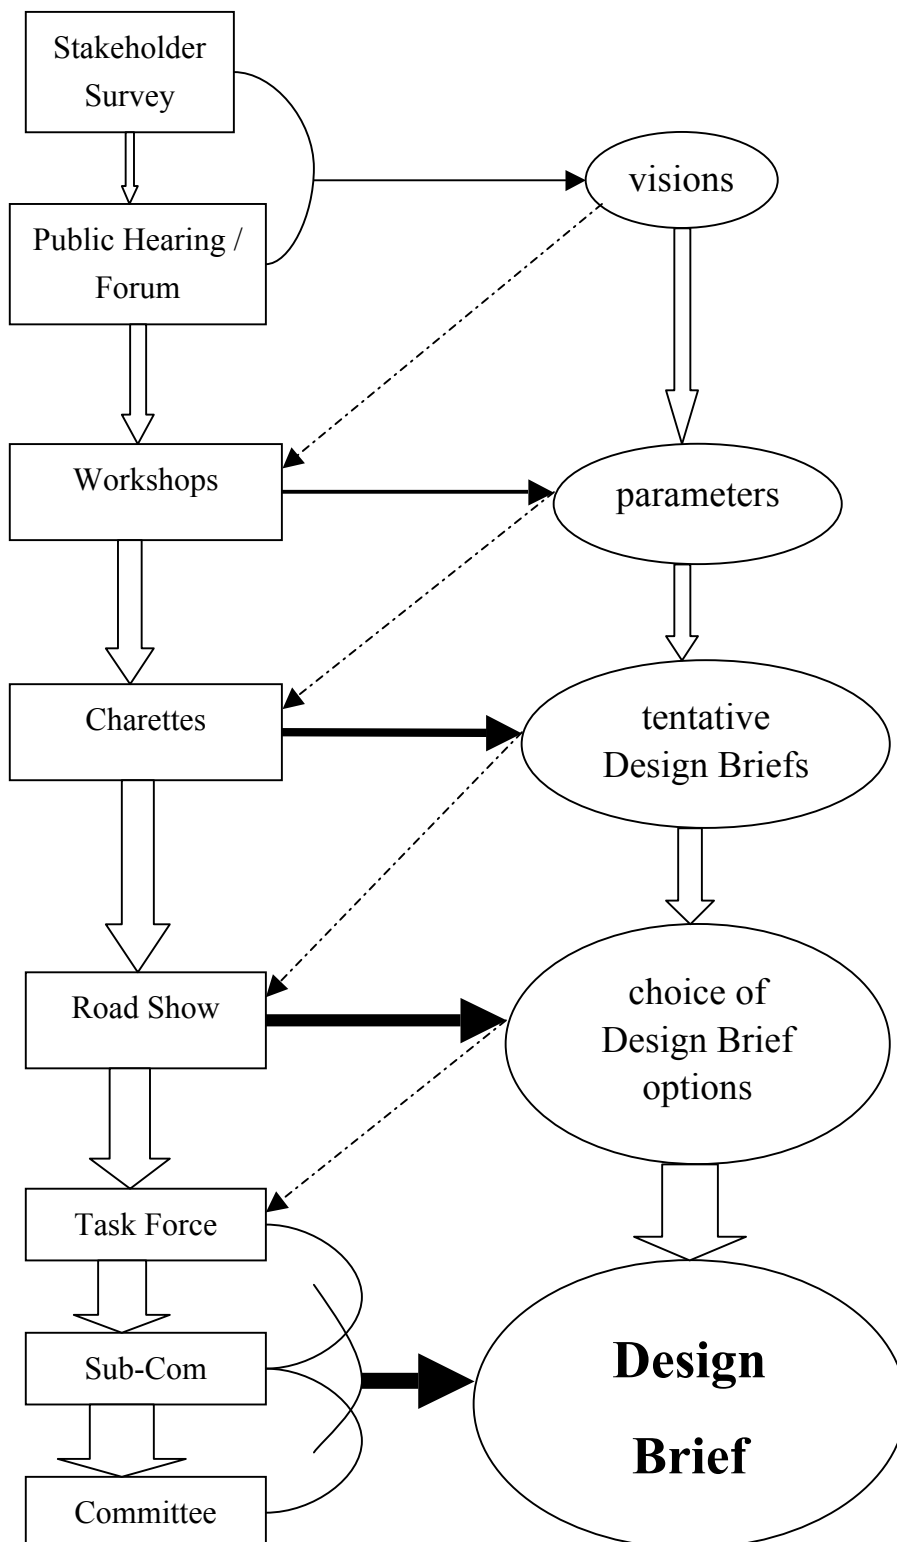 Stakeholder
Survey
visions
Public Hearing /
Forum
Workshops
parameters
Charettes
tentative
Design Briefs
Road Show
choice of
Design Brief
options
Task Force
Sub-Com
Design
Brief
Committee